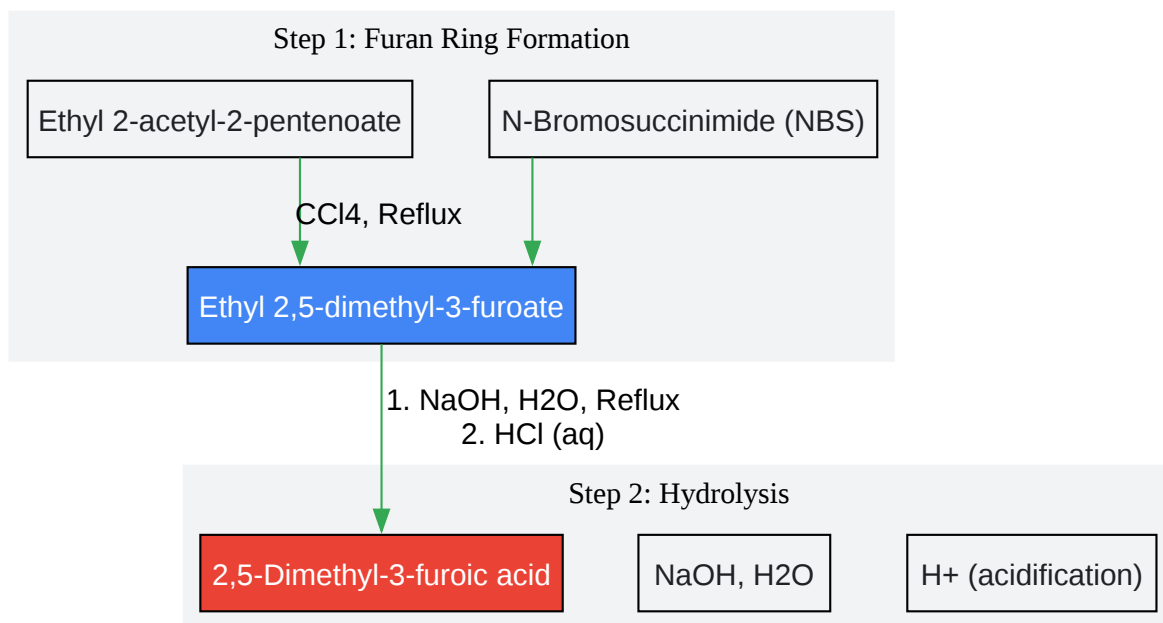 Step 1: Furan Ring Formation
Ethyl 2-acetyl-2-pentenoate
N-Bromosuccinimide (NBS)
CCl4, Reflux
Ethyl 2,5-dimethyl-3-furoate
1. NaOH, H2O, Reflux
2. HCl (aq)
Step 2: Hydrolysis
2,5-Dimethyl-3-furoic acid
NaOH, H2O
H+ (acidification)